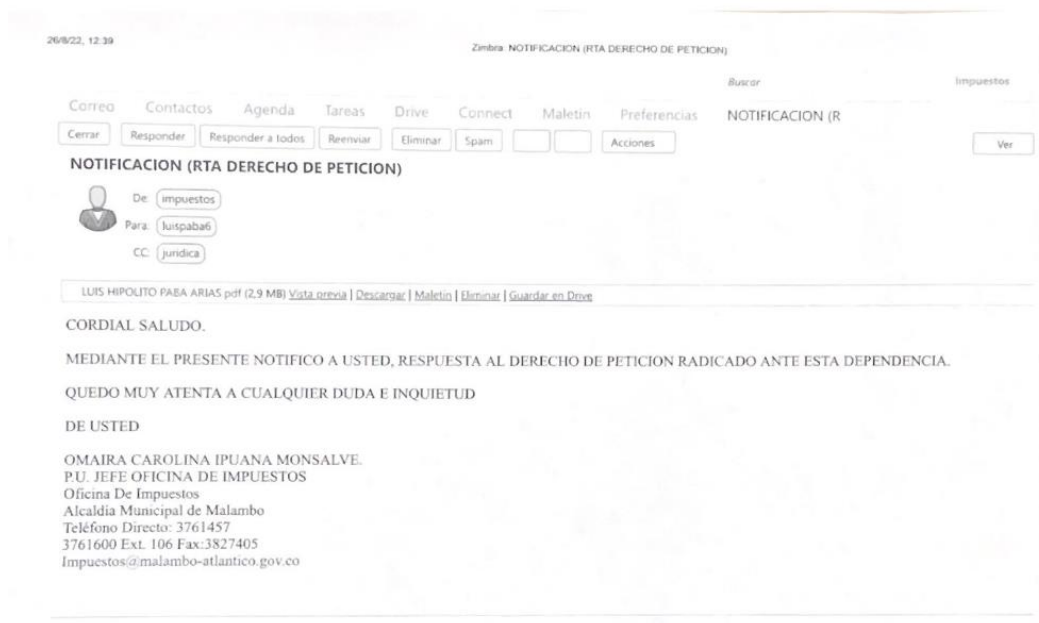 26/8/22, 12:39
Zimbra: NOTIFICACION (RTA DERECHO DE PETICION)
Buscar
Impuestos
Correo Contactos Agenda Tareas Drive Connect Maletín Preferencias NOTIFICACION (R
Cerrar Responder Responder a todos Reenviar Eliminar Spam Acciones Ver
NOTIFICACION (RTA DERECHO DE PETICION)
De: impuestos
Para: luispaba6
CC: juridica
LUIS HIPOLITO PABA ARIAS pdf (2,9 MB) Vista previa | Descargar | Maletín | Eliminar | Guardar en Drive
CORDIAL SALUDO.
MEDIANTE EL PRESENTE NOTIFICO A USTED, RESPUESTA AL DERECHO DE PETICION RADICADO ANTE ESTA DEPENDENCIA.
QUEDO MUY ATENTA A CUALQUIER DUDA E INQUIETUD
DE USTED
OMAIRA CAROLINA IPUANA MONSALVE.
P.U. JEFE OFICINA DE IMPUESTOS
Oficina De Impuestos
Alcaldía Municipal de Malambo
Teléfono Directo: 3761457
3761600 Ext. 106 Fax:3827405
Impuestos@malambo-atlantico.gov.co